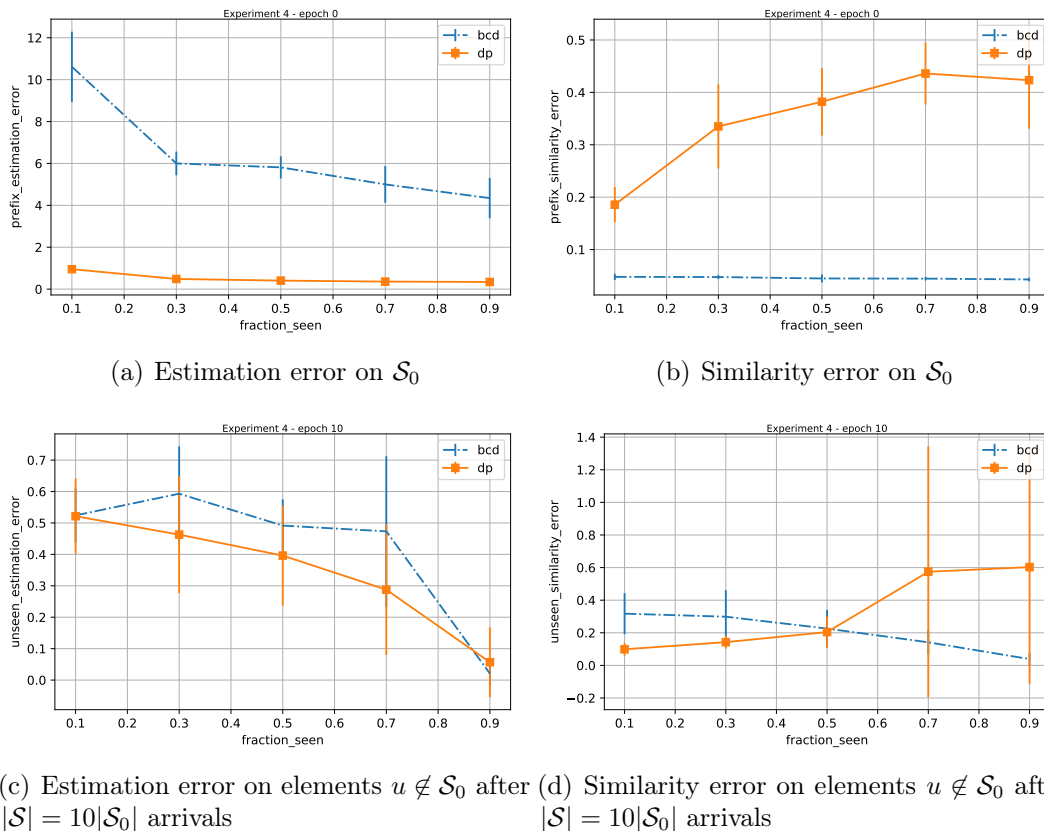 Experiment 4 - epoch 0
bcd
dp
12
10
8
6
4
2
0
prefix_estimation_error
0.1 0.2 0.3 0.4 0.5 0.6 0.7 0.8 0.9
fraction_seen
(a) Estimation error on S₀
Experiment 4 - epoch 0
bcd
dp
0.5
0.4
0.3
0.2
0.1
prefix_similarity_error
0.1 0.2 0.3 0.4 0.5 0.6 0.7 0.8 0.9
fraction_seen
(b) Similarity error on S₀
Experiment 4 - epoch 10
bcd
dp
0.7
0.6
0.5
0.4
0.3
0.2
0.1
0.0
unseen_estimation_error
0.1 0.2 0.3 0.4 0.5 0.6 0.7 0.8 0.9
fraction_seen
(c) Estimation error on elements u ∉ S₀ after
|S| = 10|S₀| arrivals
Experiment 4 - epoch 10
bcd
dp
1.4
1.2
1.0
0.8
0.6
0.4
0.2
0.0
−0.2
unseen_similarity_error
0.1 0.2 0.3 0.4 0.5 0.6 0.7 0.8 0.9
fraction_seen
(d) Similarity error on elements u ∉ S₀
|S| = 10|S₀| arrivals